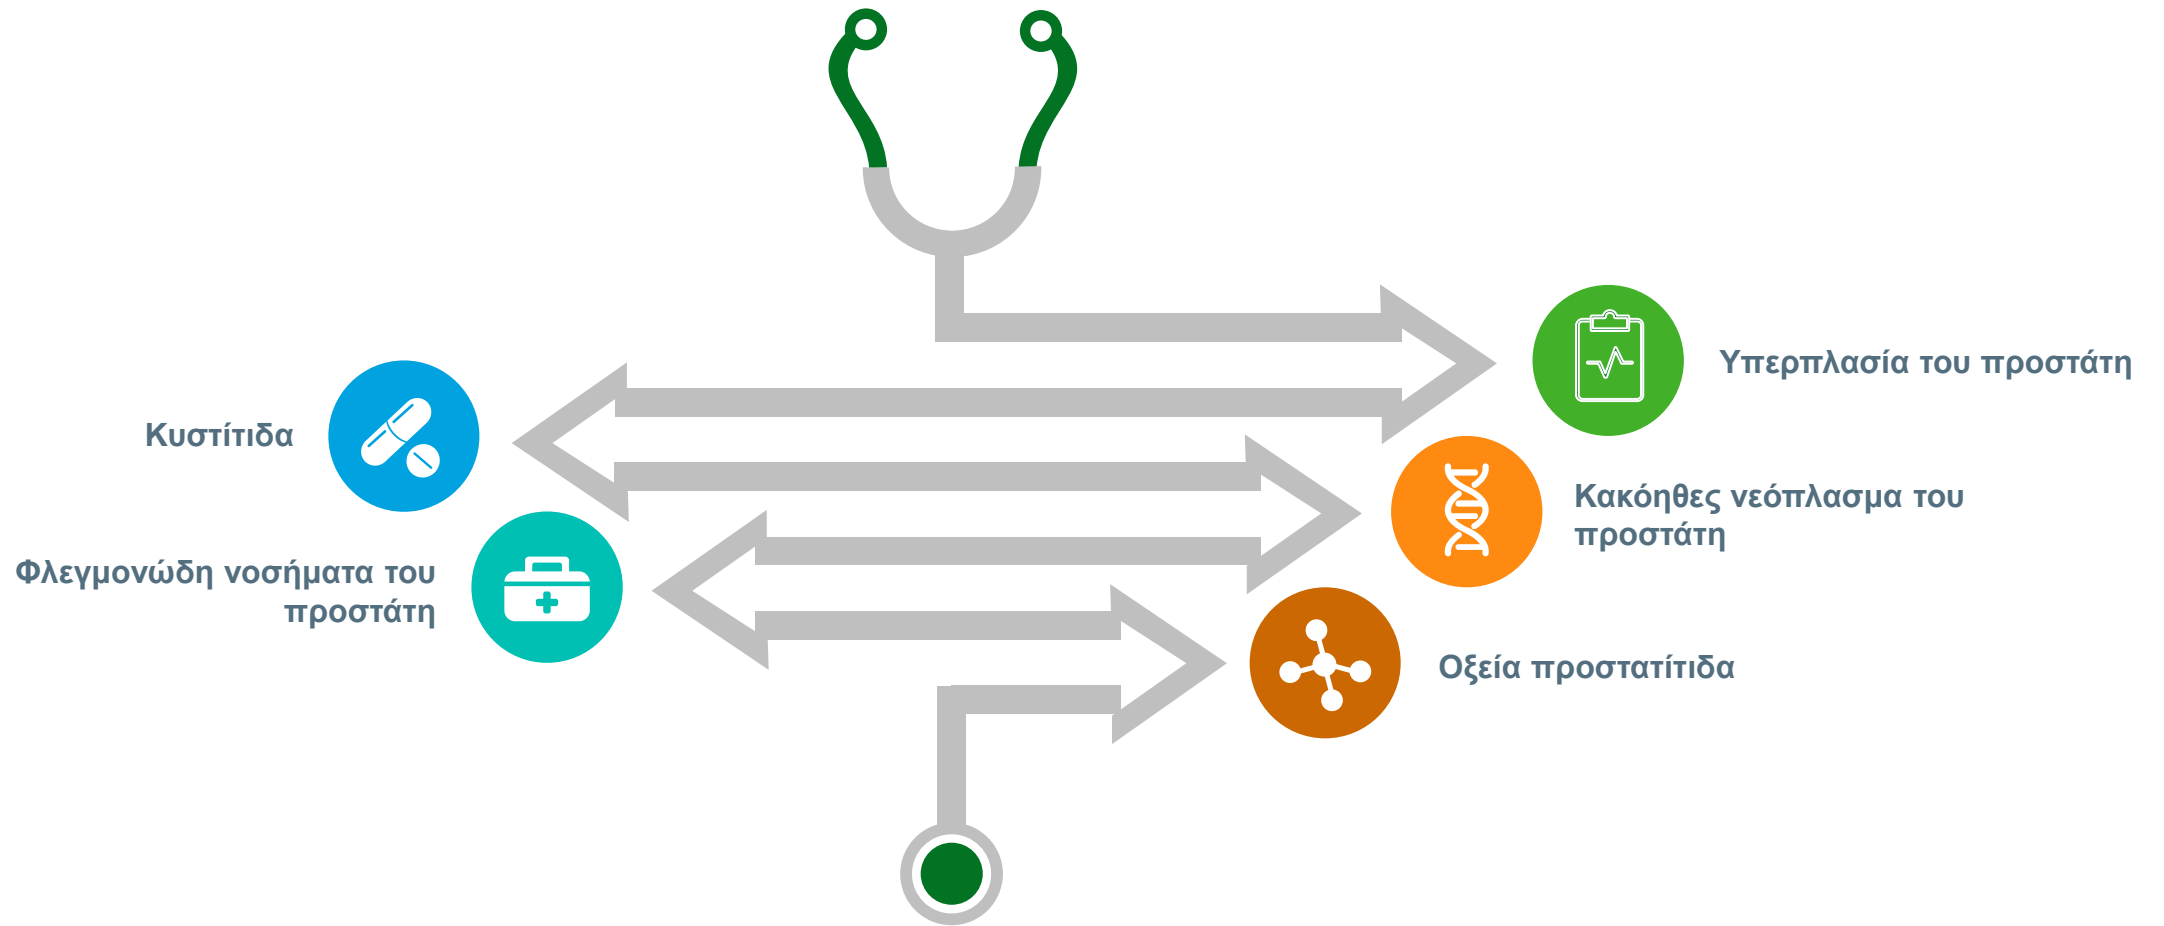 Υπερπλασία του προστάτη
Κυστίτιδα
Κακόηθες νεόπλασμα του
προστάτη
Φλεγμονώδη νοσήματα του
προστάτη
Οξεία προστατίτιδα